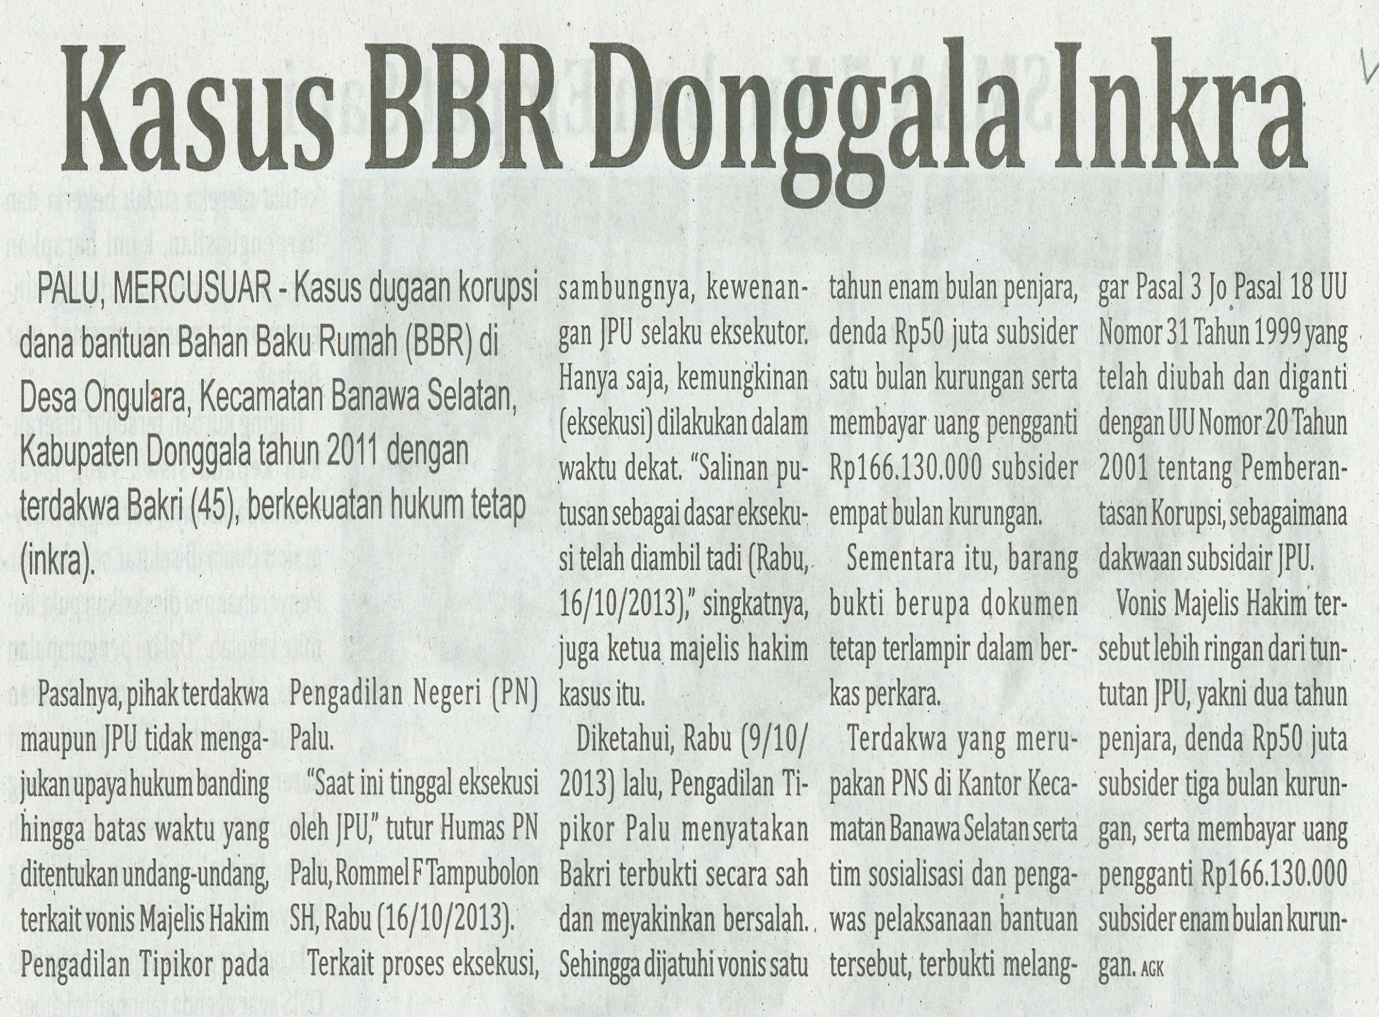 Kasus BBR Donggala Inkra
PALU, MERCUSUAR - Kasus dugaan korupsi
dana bantuan Bahan Baku Rumah (BBR) di
Desa Ongulara, Kecamatan Banawa Selatan,
Kabupaten Donggala tahun 2011 dengan
terdakwa Bakri (45), berkekuatan hukum tetap
(inkra).
Pasalnya, pihak terdakwa
maupun JPU tidak menga-
jukan upaya hukum banding
hingga batas waktu yang
ditentukan undang-undang,
terkait vonis Majelis Hakim
Pengadilan Tipikor pada
Pengadilan Negeri (PN)
Palu.
“Saat ini tinggal eksekusi
oleh JPU,” tutur Humas PN
Palu, Rommel F Tampubolon
SH, Rabu (16/10/2013).
Terkait proses eksekusi,
sambungnya, kewenan-
gan JPU selaku eksekutor.
Hanya saja, kemungkinan
(eksekusi) dilakukan dalam
waktu dekat. “Salinan pu-
tusan sebagai dasar ekseku-
si telah diambil tadi (Rabu,
16/10/2013),” singkatnya,
juga ketua majelis hakim
kasus itu.
Diketahui, Rabu (9/10/
2013) lalu, Pengadilan Ti-
pikor Palu menyatakan
Bakri terbukti secara sah
dan meyakinkan bersalah.
Sehingga dijatuhi vonis satu
tahun enam bulan penjara,
denda Rp50 juta subsider
satu bulan kurungan serta
membayar uang pengganti
Rp166.130.000 subsider
empat bulan kurungan.
Sementara itu, barang
bukti berupa dokumen
tetap terlampir dalam ber-
kas perkara.
Terdakwa yang meru-
pakan PNS di Kantor Keca-
matan Banawa Selatan serta
tim sosialisasi dan penga-
was pelaksanaan bantuan
tersebut, terbukti melang-
gar Pasal 3 Jo Pasal 18 UU
Nomor 31 Tahun 1999 yang
telah diubah dan diganti
dengan UU Nomor 20 Tahun
2001 tentang Pemberan-
tasan Korupsi, sebagaimana
dakwaan subsidair JPU.
Vonis Majelis Hakim ter-
sebut lebih ringan dari tun-
tutan JPU, yakni dua tahun
penjara, denda Rp50 juta
subsider tiga bulan kurun-
gan, serta membayar uang
pengganti Rp166.130.000
subsider enam bulan kurun-
gan. AGK